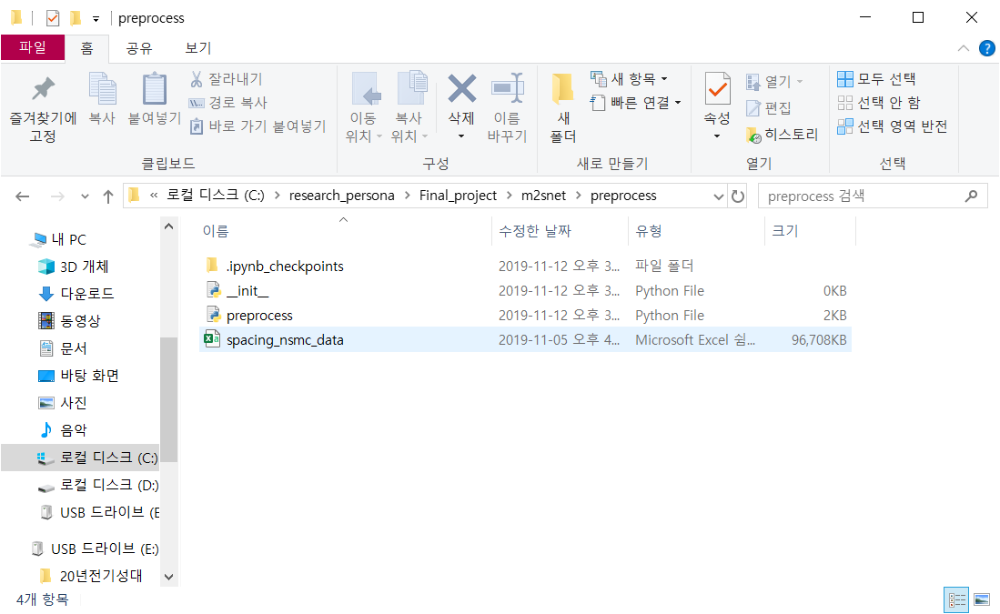 preprocess
파일 홈 공유 보기
즐겨찾기에 고정
복사
붙여넣기
잘라내기
경로 복사
바로 가기 붙여넣기
클립보드
이동 위치
복사 위치
삭제
이름 바꾸기
구성
새 폴더
새 항목
빠른 연결
새로 만들기
속성
열기
편집
히스토리
열기
모두 선택
선택 안 함
선택 영역 반전
선택
« 로컬 디스크 (C:) > research_persona > Final_project > m2snet > preprocess
preprocess 검색
이름 수정한 날짜 유형 크기
.ipynb_checkpoints 2019-11-12 오후 3... 파일 폴더
__init__ 2019-11-12 오후 3... Python File 0KB
preprocess 2019-11-12 오후 3... Python File 2KB
spacing_nsmc_data 2019-11-05 오후 4... Microsoft Excel 쉼... 96,708KB
내 PC
3D 개체
다운로드
동영상
문서
바탕 화면
사진
음악
로컬 디스크 (C:)
로컬 디스크 (D:)
USB 드라이브 (E
USB 드라이브 (E:)
20년전기성대
4개 항목